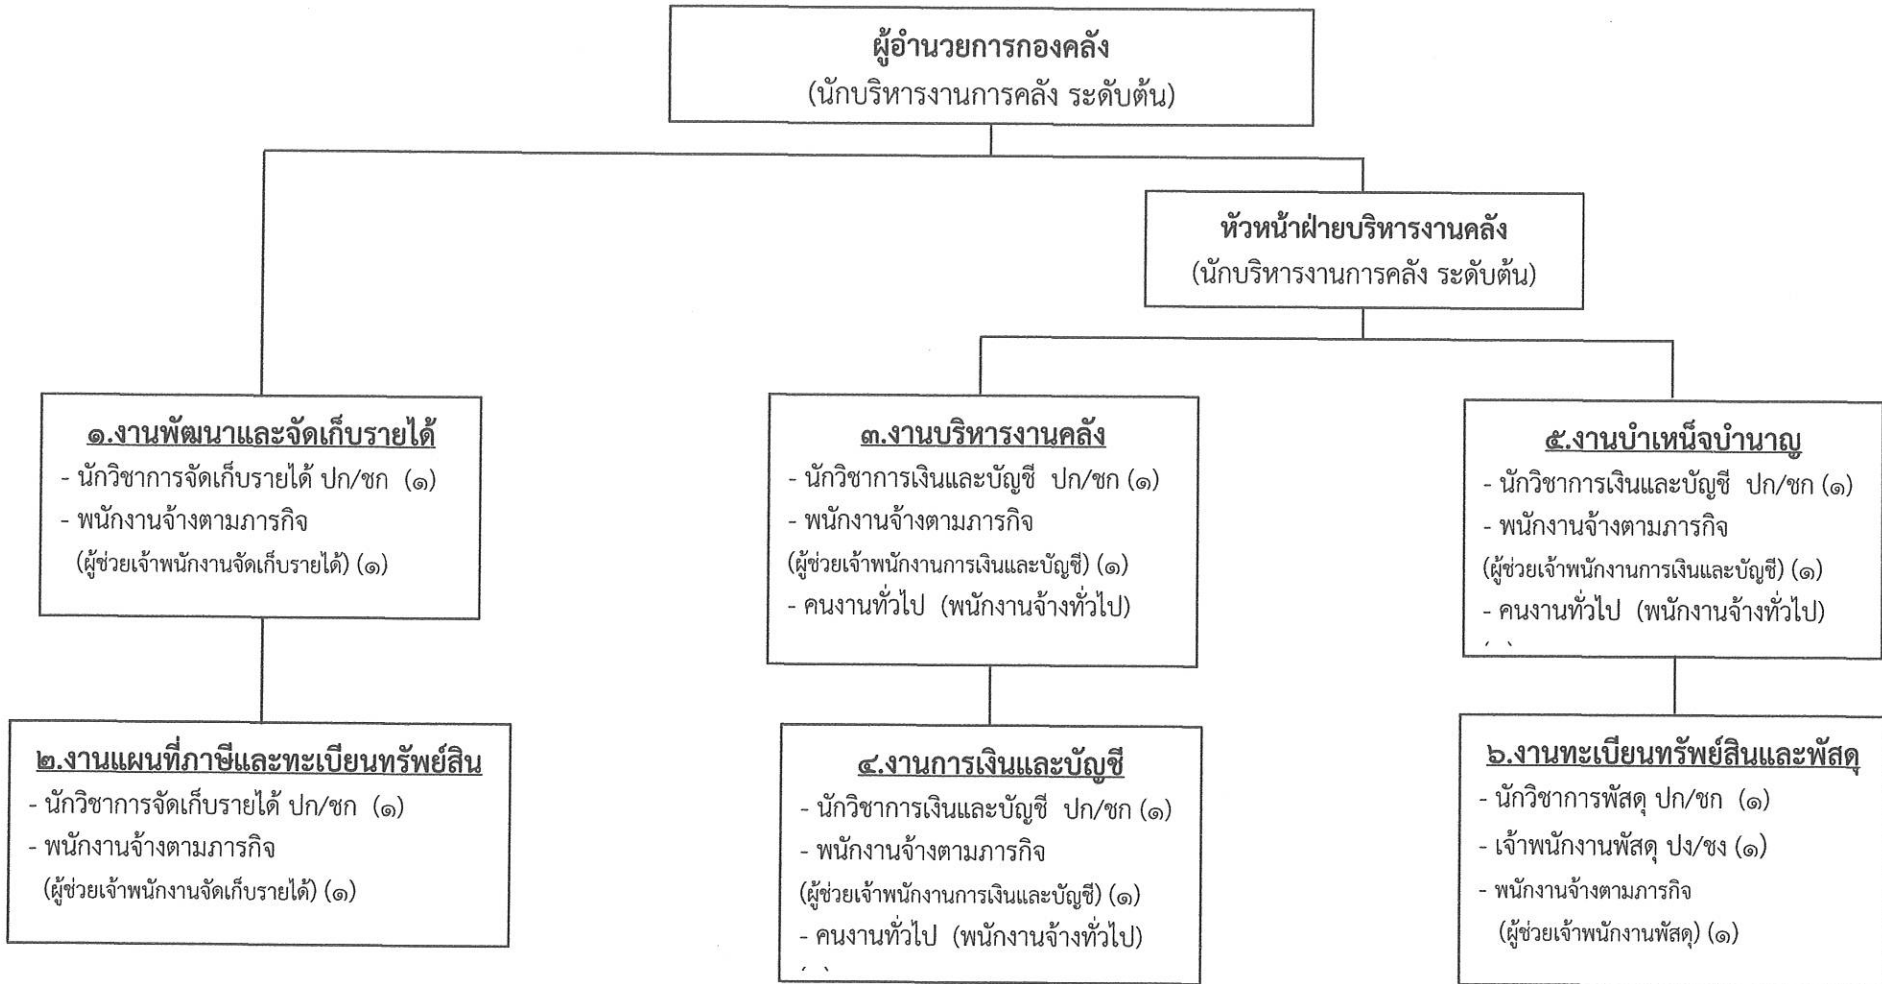 ผู้อำนวยการกองคลัง
(นักบริหารงานการคลัง ระดับต้น)
หัวหน้าฝ่ายบริหารงานคลัง
(นักบริหารงานการคลัง ระดับต้น)
๑.งานพัฒนาและจัดเก็บรายได้
- นักวิชาการจัดเก็บรายได้ ปก/ชก (๑)
- พนักงานจ้างตามภารกิจ
(ผู้ช่วยเจ้าพนักงานจัดเก็บรายได้) (๑)
๓.งานบริหารงานคลัง
- นักวิชาการเงินและบัญชี ปก/ชก (๑)
- พนักงานจ้างตามภารกิจ
(ผู้ช่วยเจ้าพนักงานการเงินและบัญชี) (๑)
- คนงานทั่วไป (พนักงานจ้างทั่วไป)
๕.งานบำเหน็จบำนาญ
- นักวิชาการเงินและบัญชี ปก/ชก (๑)
- พนักงานจ้างตามภารกิจ
(ผู้ช่วยเจ้าพนักงานการเงินและบัญชี) (๑)
- คนงานทั่วไป (พนักงานจ้างทั่วไป)
๒.งานแผนที่ภาษีและทะเบียนทรัพย์สิน
- นักวิชาการจัดเก็บรายได้ ปก/ชก (๑)
- พนักงานจ้างตามภารกิจ
(ผู้ช่วยเจ้าพนักงานจัดเก็บรายได้) (๑)
๔.งานการเงินและบัญชี
- นักวิชาการเงินและบัญชี ปก/ชก (๑)
- พนักงานจ้างตามภารกิจ
(ผู้ช่วยเจ้าพนักงานการเงินและบัญชี) (๑)
- คนงานทั่วไป (พนักงานจ้างทั่วไป)
๖.งานทะเบียนทรัพย์สินและพัสดุ
- นักวิชาการพัสดุ ปก/ชก (๑)
- เจ้าพนักงานพัสดุ ปง/ชง (๑)
- พนักงานจ้างตามภารกิจ
(ผู้ช่วยเจ้าพนักงานพัสดุ) (๑)